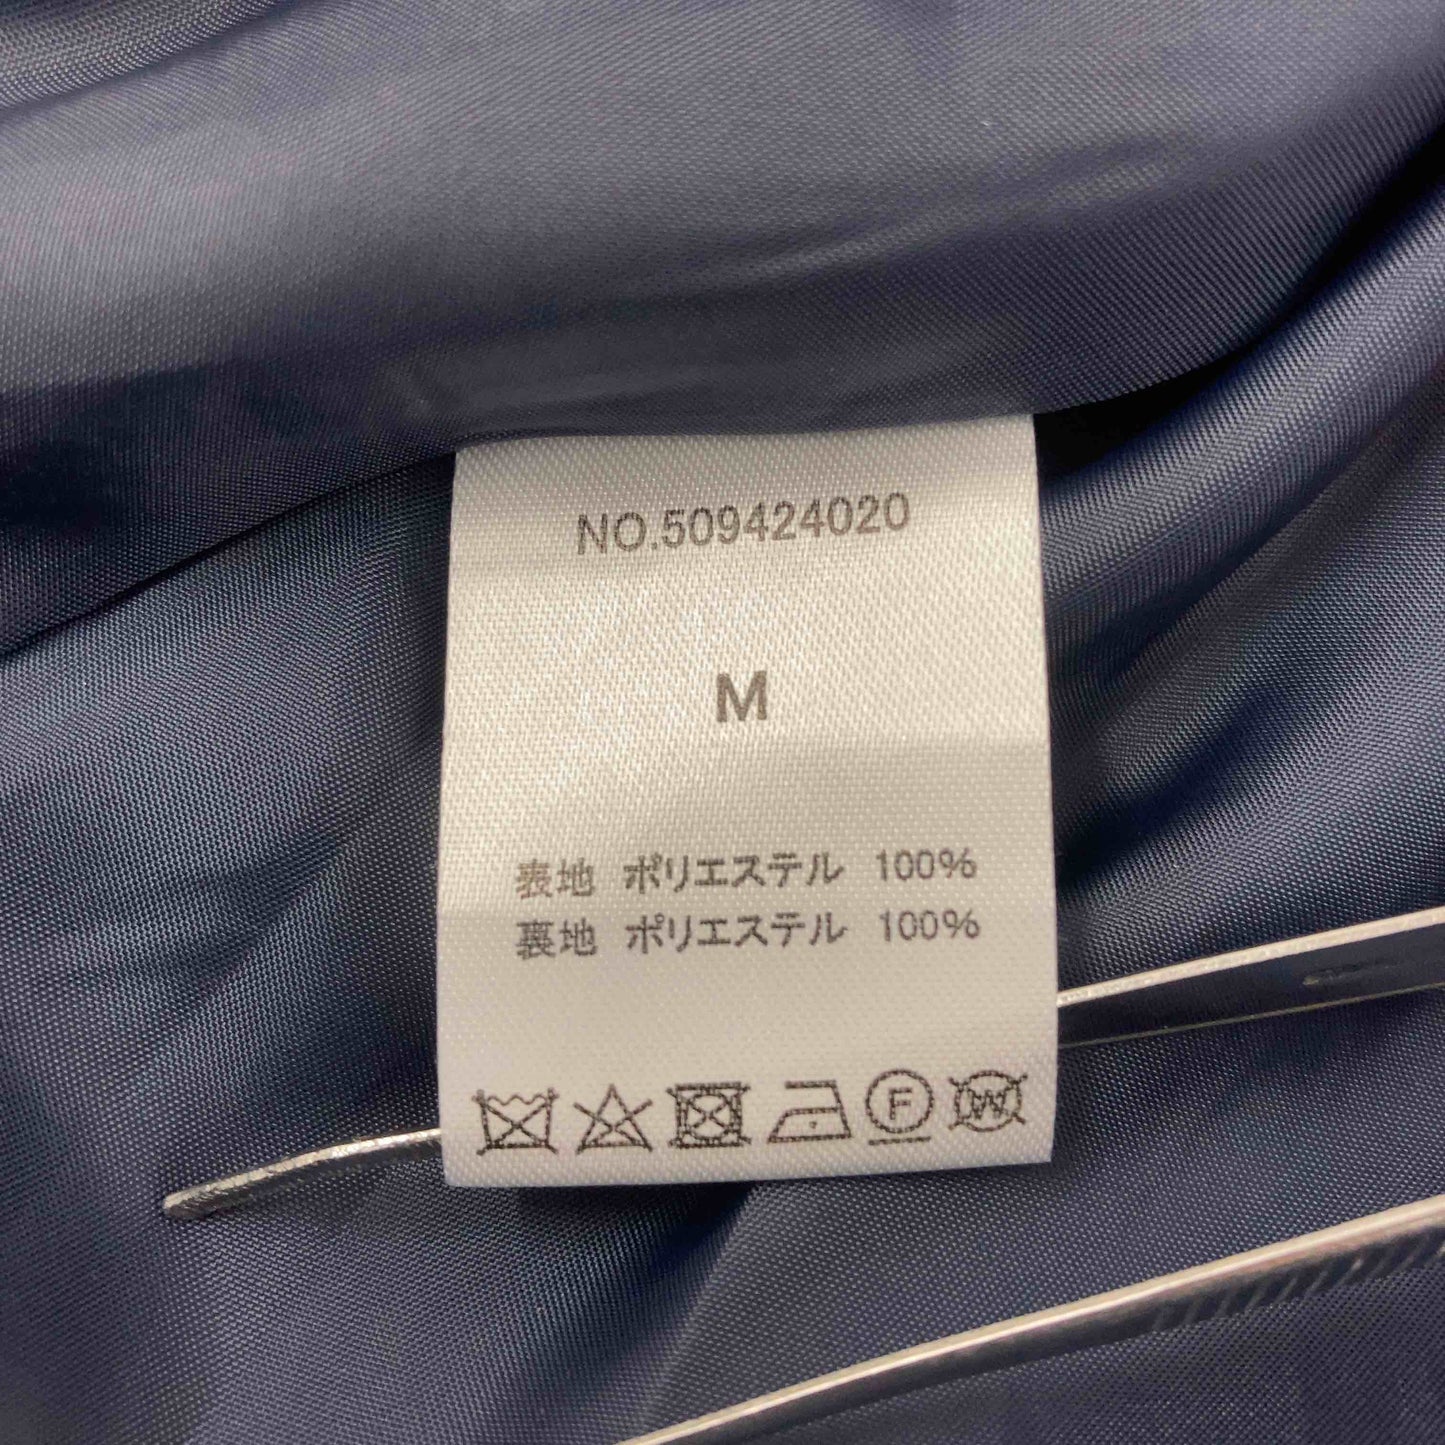 NO.509424020
M
表地 ポリエステル 100%
裏地 ポリエステル 100%
F W